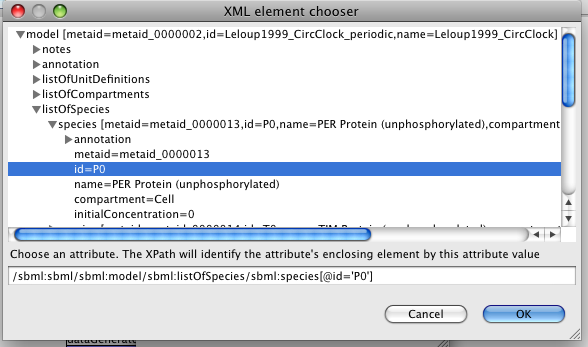 XML element chooser
model [metaid=metaid_0000002,id=Leloup1999_CircClock_periodic,name=Leloup1999_CircClock]
notes
annotation
listOfUnitDefinitions
listOfCompartments
listOfSpecies
species [metaid=metaid_0000013,id=P0,name=PER Protein (unphosphorylated),compartment
annotation
metaid=metaid_0000013
id=P0
name=PER Protein (unphosphorylated)
compartment=Cell
initialConcentration=0
Choose an attribute. The XPath will identify the attribute's enclosing element by this attribute value
/sbml:sbml/sbml:model/sbml:listOfSpecies/sbml:species[@id='P0']
Cancel
OK